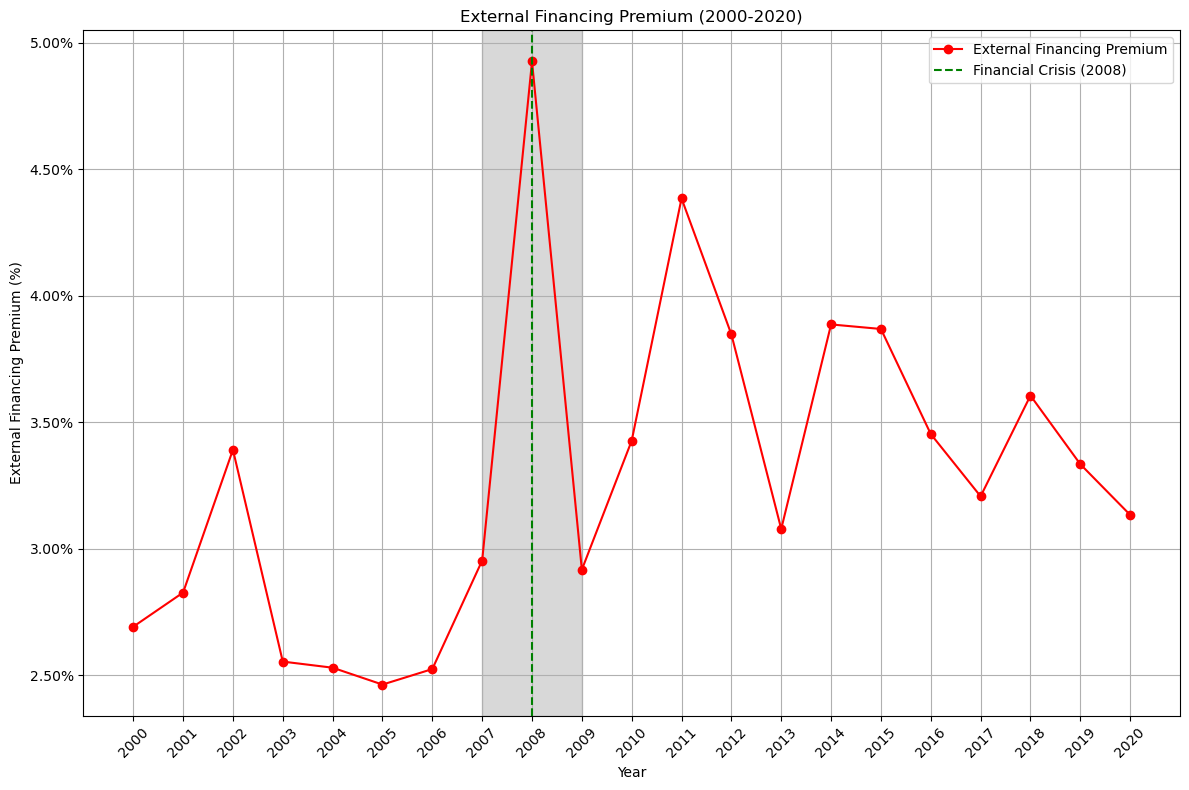 External Financing Premium (2000-2020)
External Financing Premium
Financial Crisis (2008)
External Financing Premium (%)
5.00%
4.50%
4.00%
3.50%
3.00%
2.50%
2000 2001 2002 2003 2004 2005 2006 2007 2008 2009 2010 2011 2012 2013 2014 2015 2016 2017 2018 2019 2020
Year